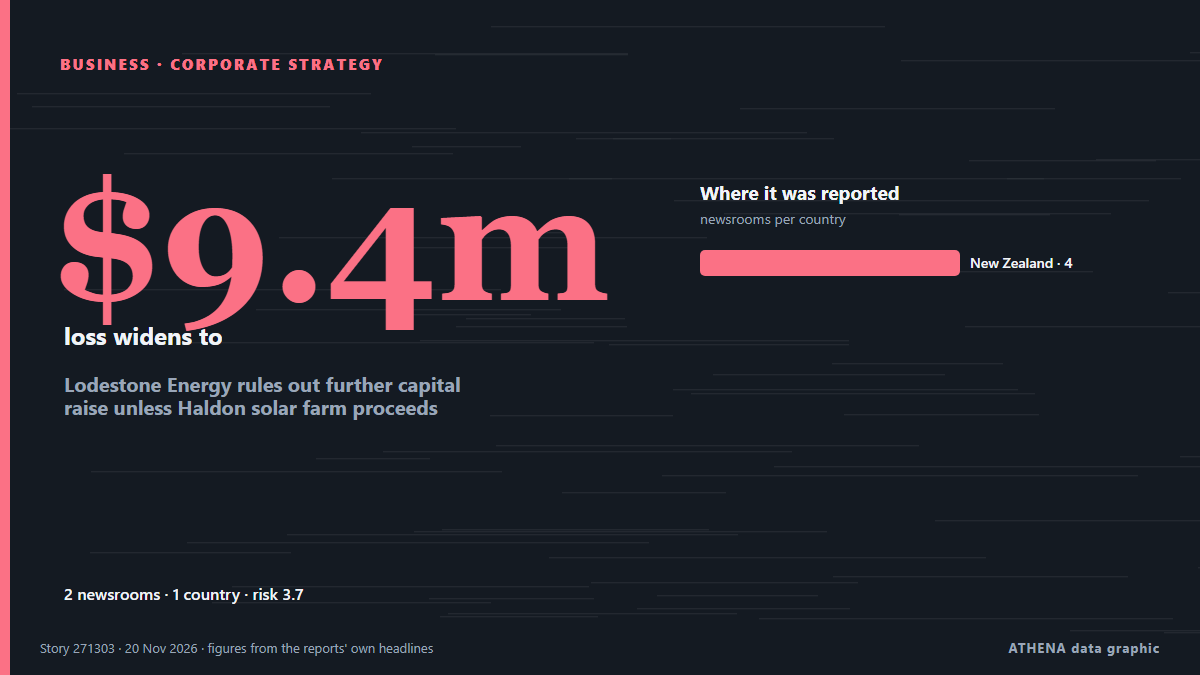 BUSINESS · CORPORATE STRATEGY
$9.4m
loss widens to
Lodestone Energy rules out further capital
raise unless Haldon solar farm proceeds
Where it was reported
newsrooms per country
New Zealand · 4
2 newsrooms · 1 country · risk 3.7
Story 271303 · 20 Nov 2026 · figures from the reports' own headlines
ATHENA data graphic